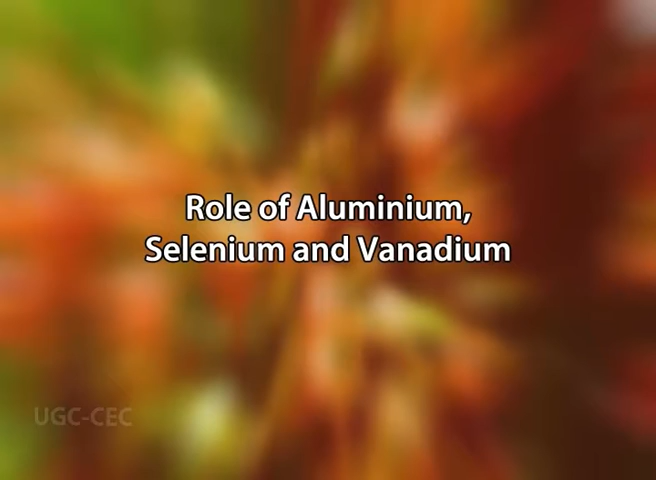 Role of Aluminium,
Selenium and Vanadium
UGC-CEC